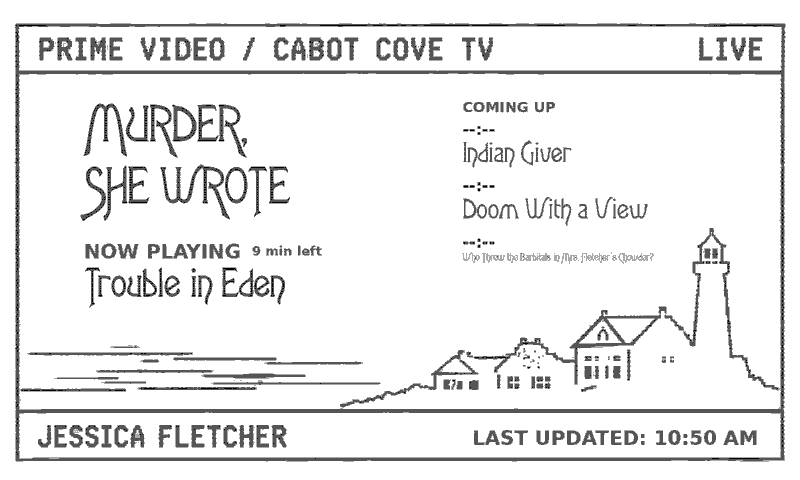 PRIME VIDEO / CABOT COVE TV
LIVE
MURDER,
SHE WROTE
NOW PLAYING 9 min left
Trouble in Eden
COMING UP
--:--
Indian Giver
--:--
Doom With a View
--:--
Who Threw the Barbitals in Mrs. Fletcher's Chowder?
JESSICA FLETCHER
LAST UPDATED: 10:50 AM